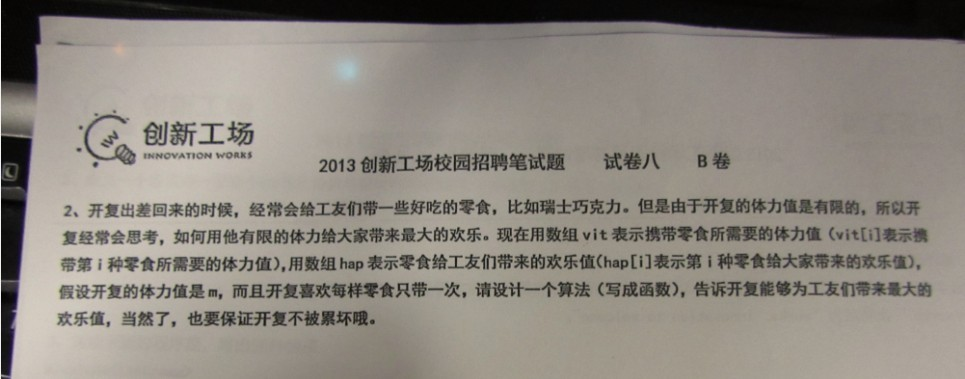 创新工场
INNOVATION WORKS
2013 创新工场校园招聘笔试题 试卷八 B 卷
2、开复出差回来的时候，经常会给工友们带一些好吃的零食，比如瑞士巧克力。但是由于开复的体力值是有限的，所以开
复经常会思考，如何用他有限的体力给大家带来最大的欢乐。现在用数组 vit 表示携带零食所需要的体力值（vit[i]表示携
带第 i 种零食所需要的体力值），用数组 hap 表示零食给工友们带来的欢乐值(hap[i]表示第 i 种零食给大家带来的欢乐值)，
假设开复的体力值是 m，而且开复喜欢每样零食只带一次，请设计一个算法（写成函数），告诉开复能够为工友们带来最大的
欢乐值，当然了，也要保证开复不被累坏哦。